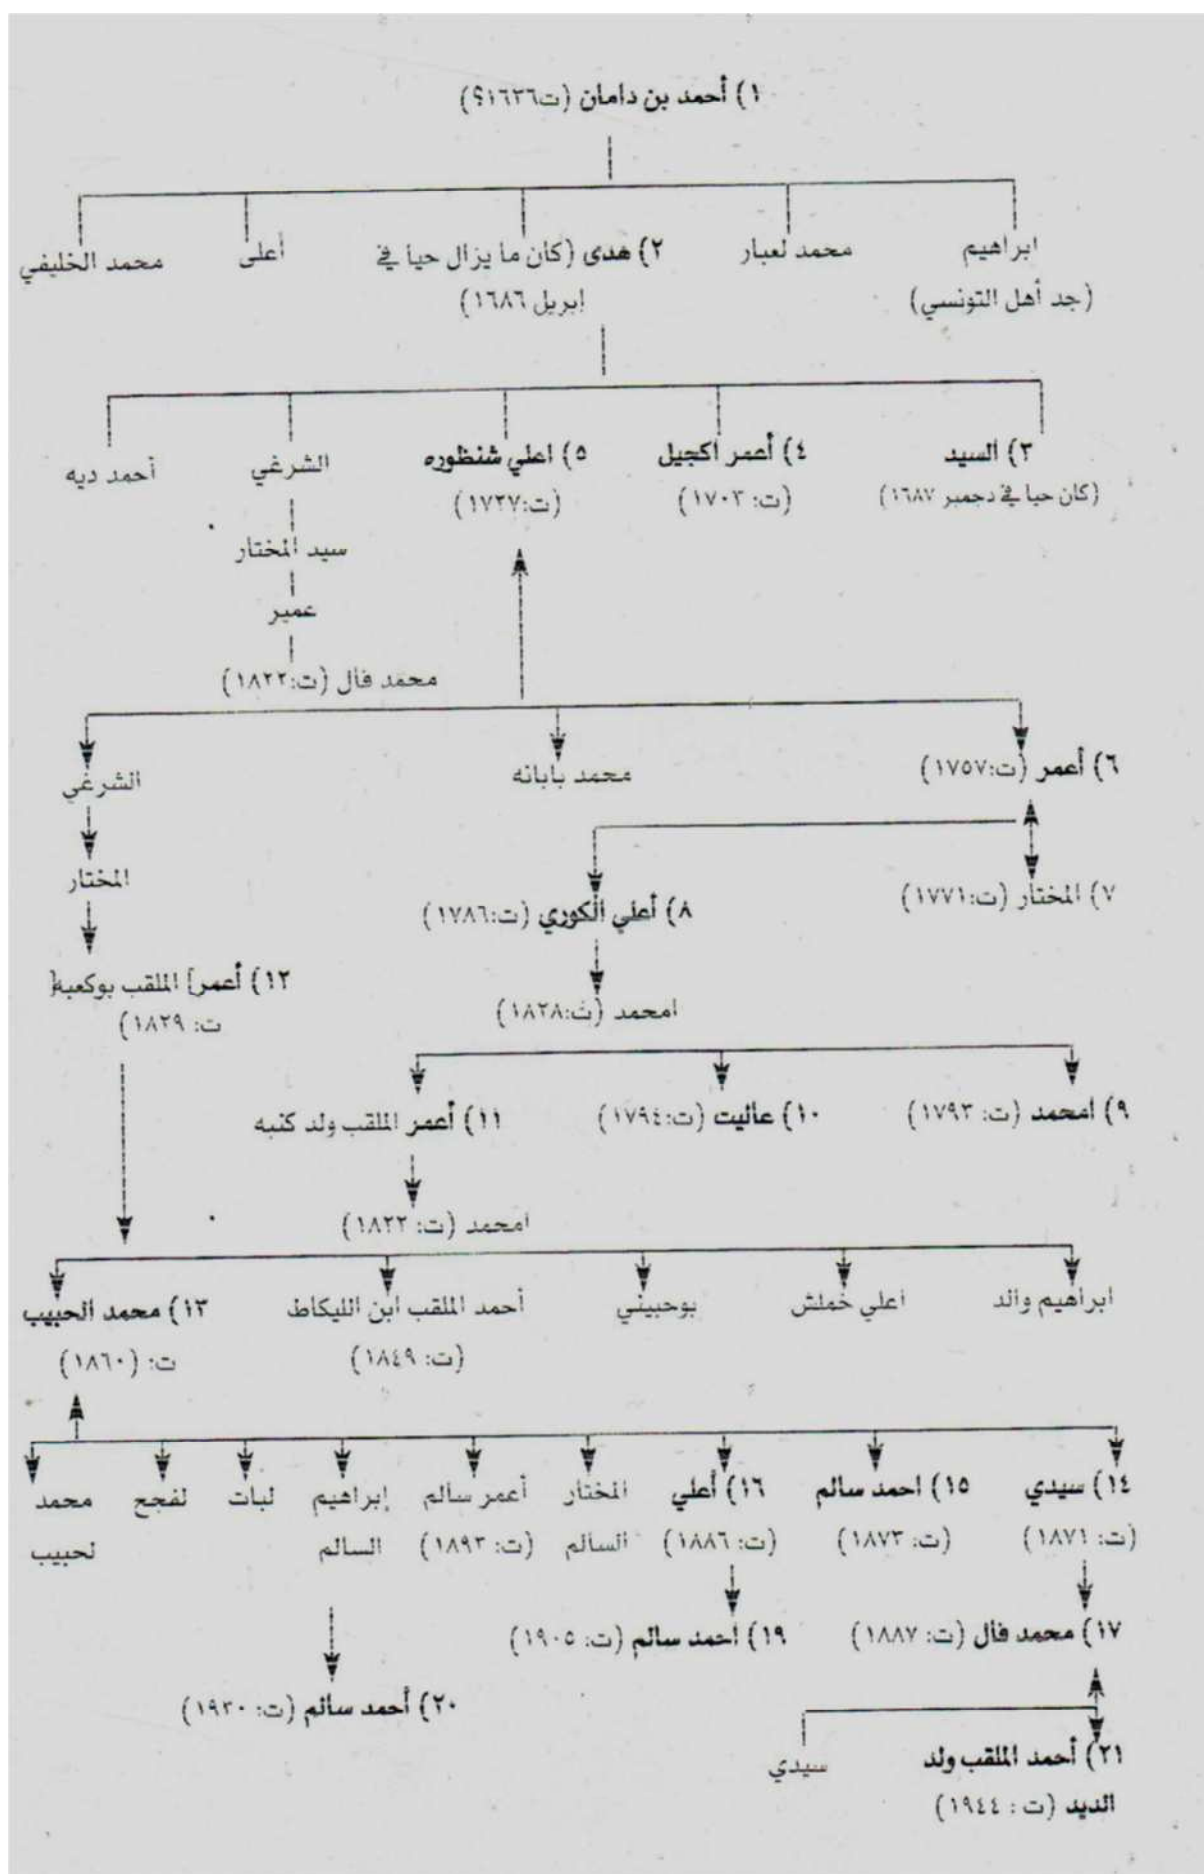 ١) أحمد بن دامان (ت١٦٣٦؟)
ابراهيم
(جد أهل التونسي)
محمد لعبار
٢) هدى (كان ما يزال حيا في
إبريل ١٦٨٦)
أعلى
محمد الخليفي
٣) السيد
(كان حيا في دجمبر ١٦٨٧)
٤) أعمر اكجيل
(ت: ١٧٠٣)
٥) اعلي شنظوره
(ت:١٧٢٧)
الشرغي
أحمد ديه
سيد المختار
عمير
محمد فال (ت:١٨٢٢)
٦) أعمر (ت:١٧٥٧)
محمد بابانه
الشرغي
المختار
٧) المختار (ت:١٧٧١)
٨) أعلي الكوري (ت:١٧٨٦)
١٢) أعمر] الملقب بوكعبه[
ت: ١٨٢٩)
امحمد (ت:١٨٢٨)
٩) امحمد (ت: ١٧٩٣)
١٠) عاليت (ت:١٧٩٤)
١١) أعمر الملقب ولد كنبه
امحمد (ت: ١٨٢٢)
ابراهيم والد
اعلي خملش
بوحبيني
أحمد الملقب ابن الليكاط
(ت: ١٨٤٩)
١٣) محمد الحبيب
ت: (١٨٦٠)
١٤) سيدي
(ت: ١٨٧١)
١٥) احمد سالم
(ت: ١٨٧٣)
١٦) أعلي
(ت: ١٨٨٦)
المختار
السالم
أعمر سالم
(ت: ١٨٩٣)
إبراهيم
السالم
لبات
لفجح
محمد
لحبيب
١٧) محمد فال (ت: ١٨٨٧)
١٩) احمد سالم (ت: ١٩٠٥)
٢٠) أحمد سالم (ت: ١٩٣٠)
٢١) أحمد الملقب ولد
الديد (ت: ١٩٤٤)
سيدي